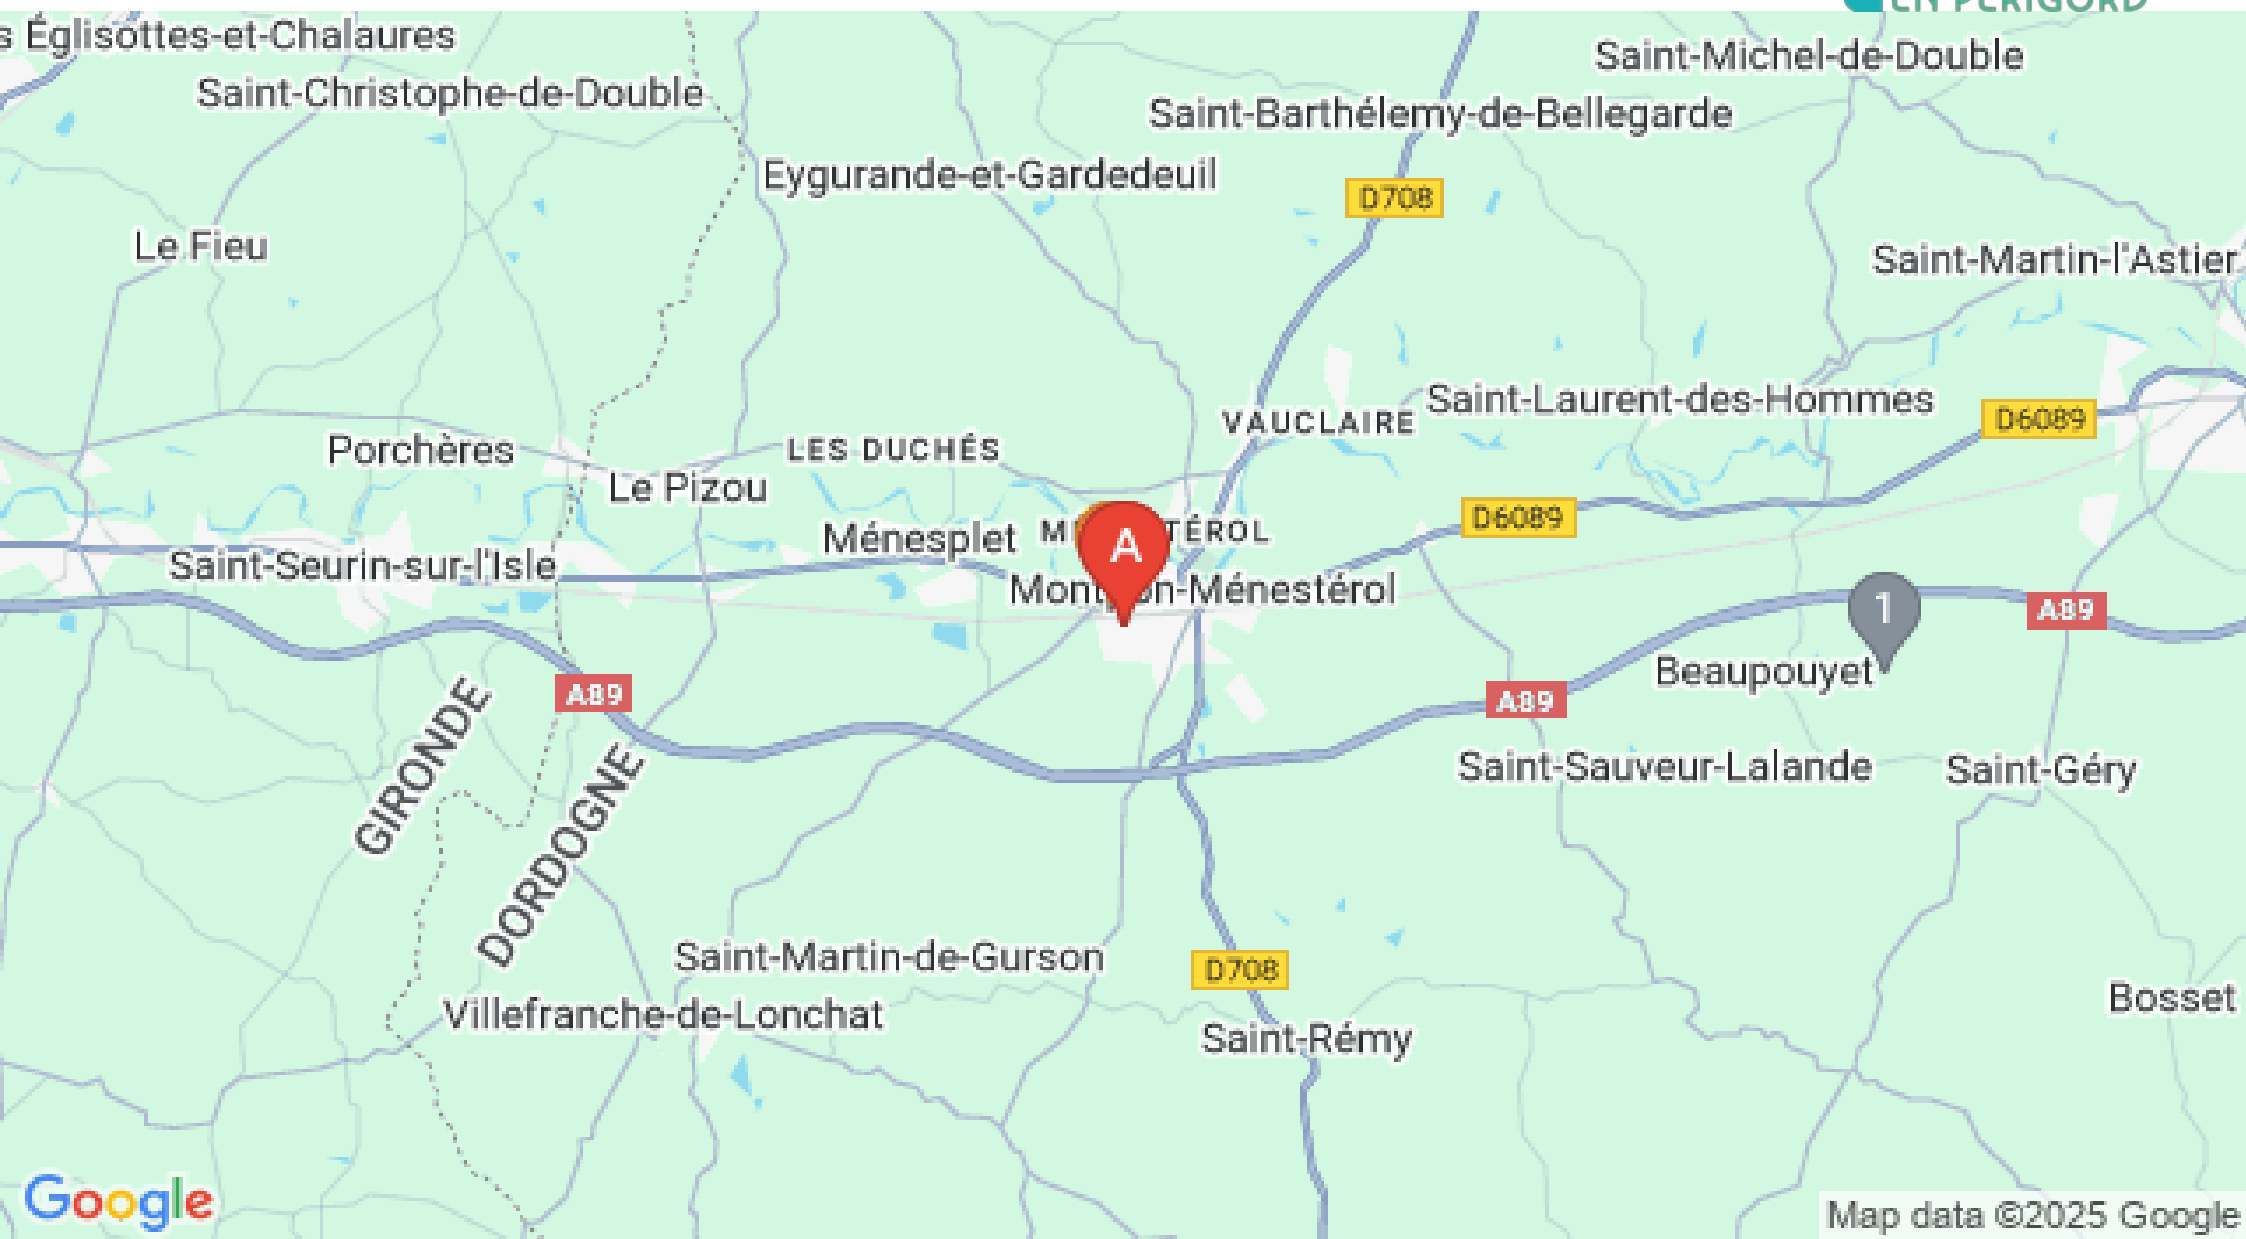 EN PÉRIGORD
s Églisottes-et-Chalaures
Saint-Michel-de-Double
Saint-Christophe-de-Double
Saint-Barthélemy-de-Bellegarde
Eygurande-et-Gardedeuil
D708
Le Fieu
Saint-Martin-l'Astier
Saint-Laurent-des-Hommes
VAUCLAIRE
D6089
Porchères
LES DUCHÉS
Le Pizou
D6089
Ménesplet
A
Saint-Seurin-sur-l'Isle
1
A89
Beaupouyet
A89
A89
GIRONDE
Saint-Sauveur-Lalande
Saint-Géry
DORDOGNE
Saint-Martin-de-Gurson
D708
Bosset
Villefranche-de-Lonchat
Saint-Rémy
Google
Map data ©2025 Google